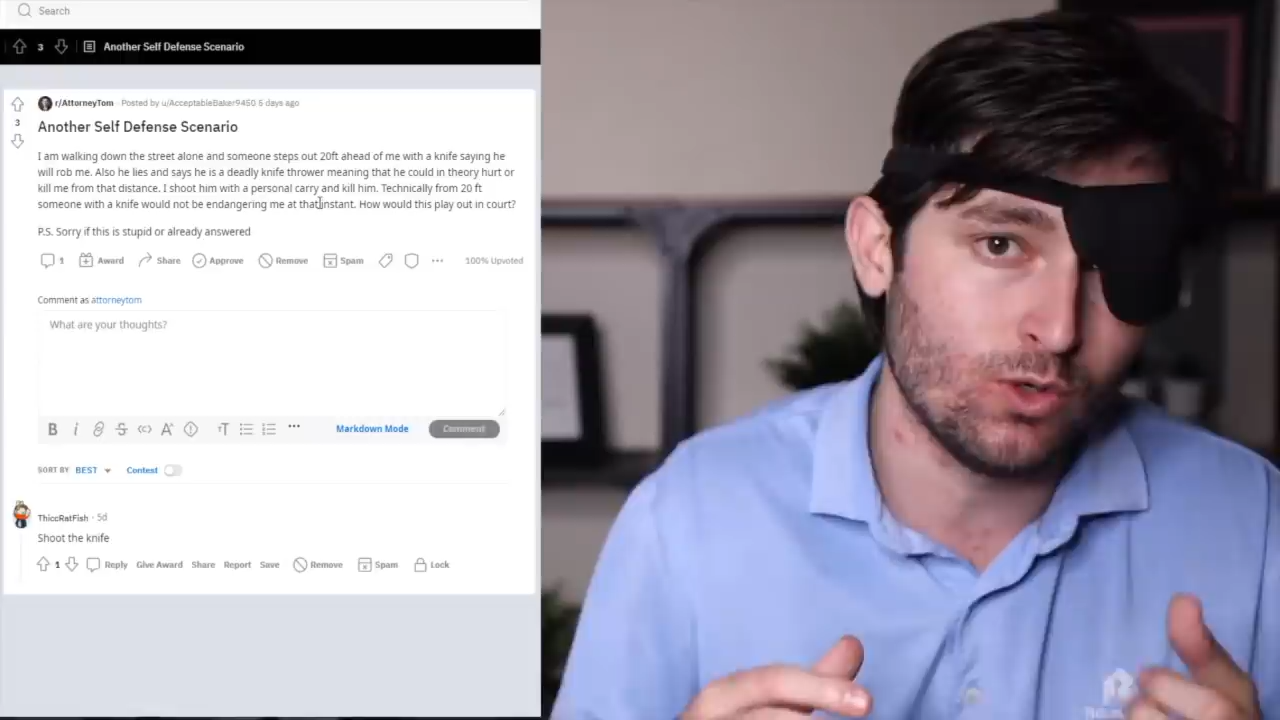 Search
3 Another Self Defense Scenario
r/AttorneyTom · Posted by u/AcceptableBaker9450 5 days ago
3
Another Self Defense Scenario
I am walking down the street alone and someone steps out 20ft ahead of me with a knife saying he
will rob me. Also he lies and says he is a deadly knife thrower meaning that he could in theory hurt or
kill me from that distance. I shoot him with a personal carry and kill him. Technically from 20 ft
someone with a knife would not be endangering me at that instant. How would this play out in court?
P.S. Sorry if this is stupid or already answered
1 Award Share Approve Remove Spam ••• 100% Upvoted
Comment as attorneytom
What are your thoughts?
B i S T ••• Markdown Mode Comment
SORT BY BEST Contest
ThiccRatFish · 5d
Shoot the knife
1 Reply Give Award Share Report Save Remove Spam Lock